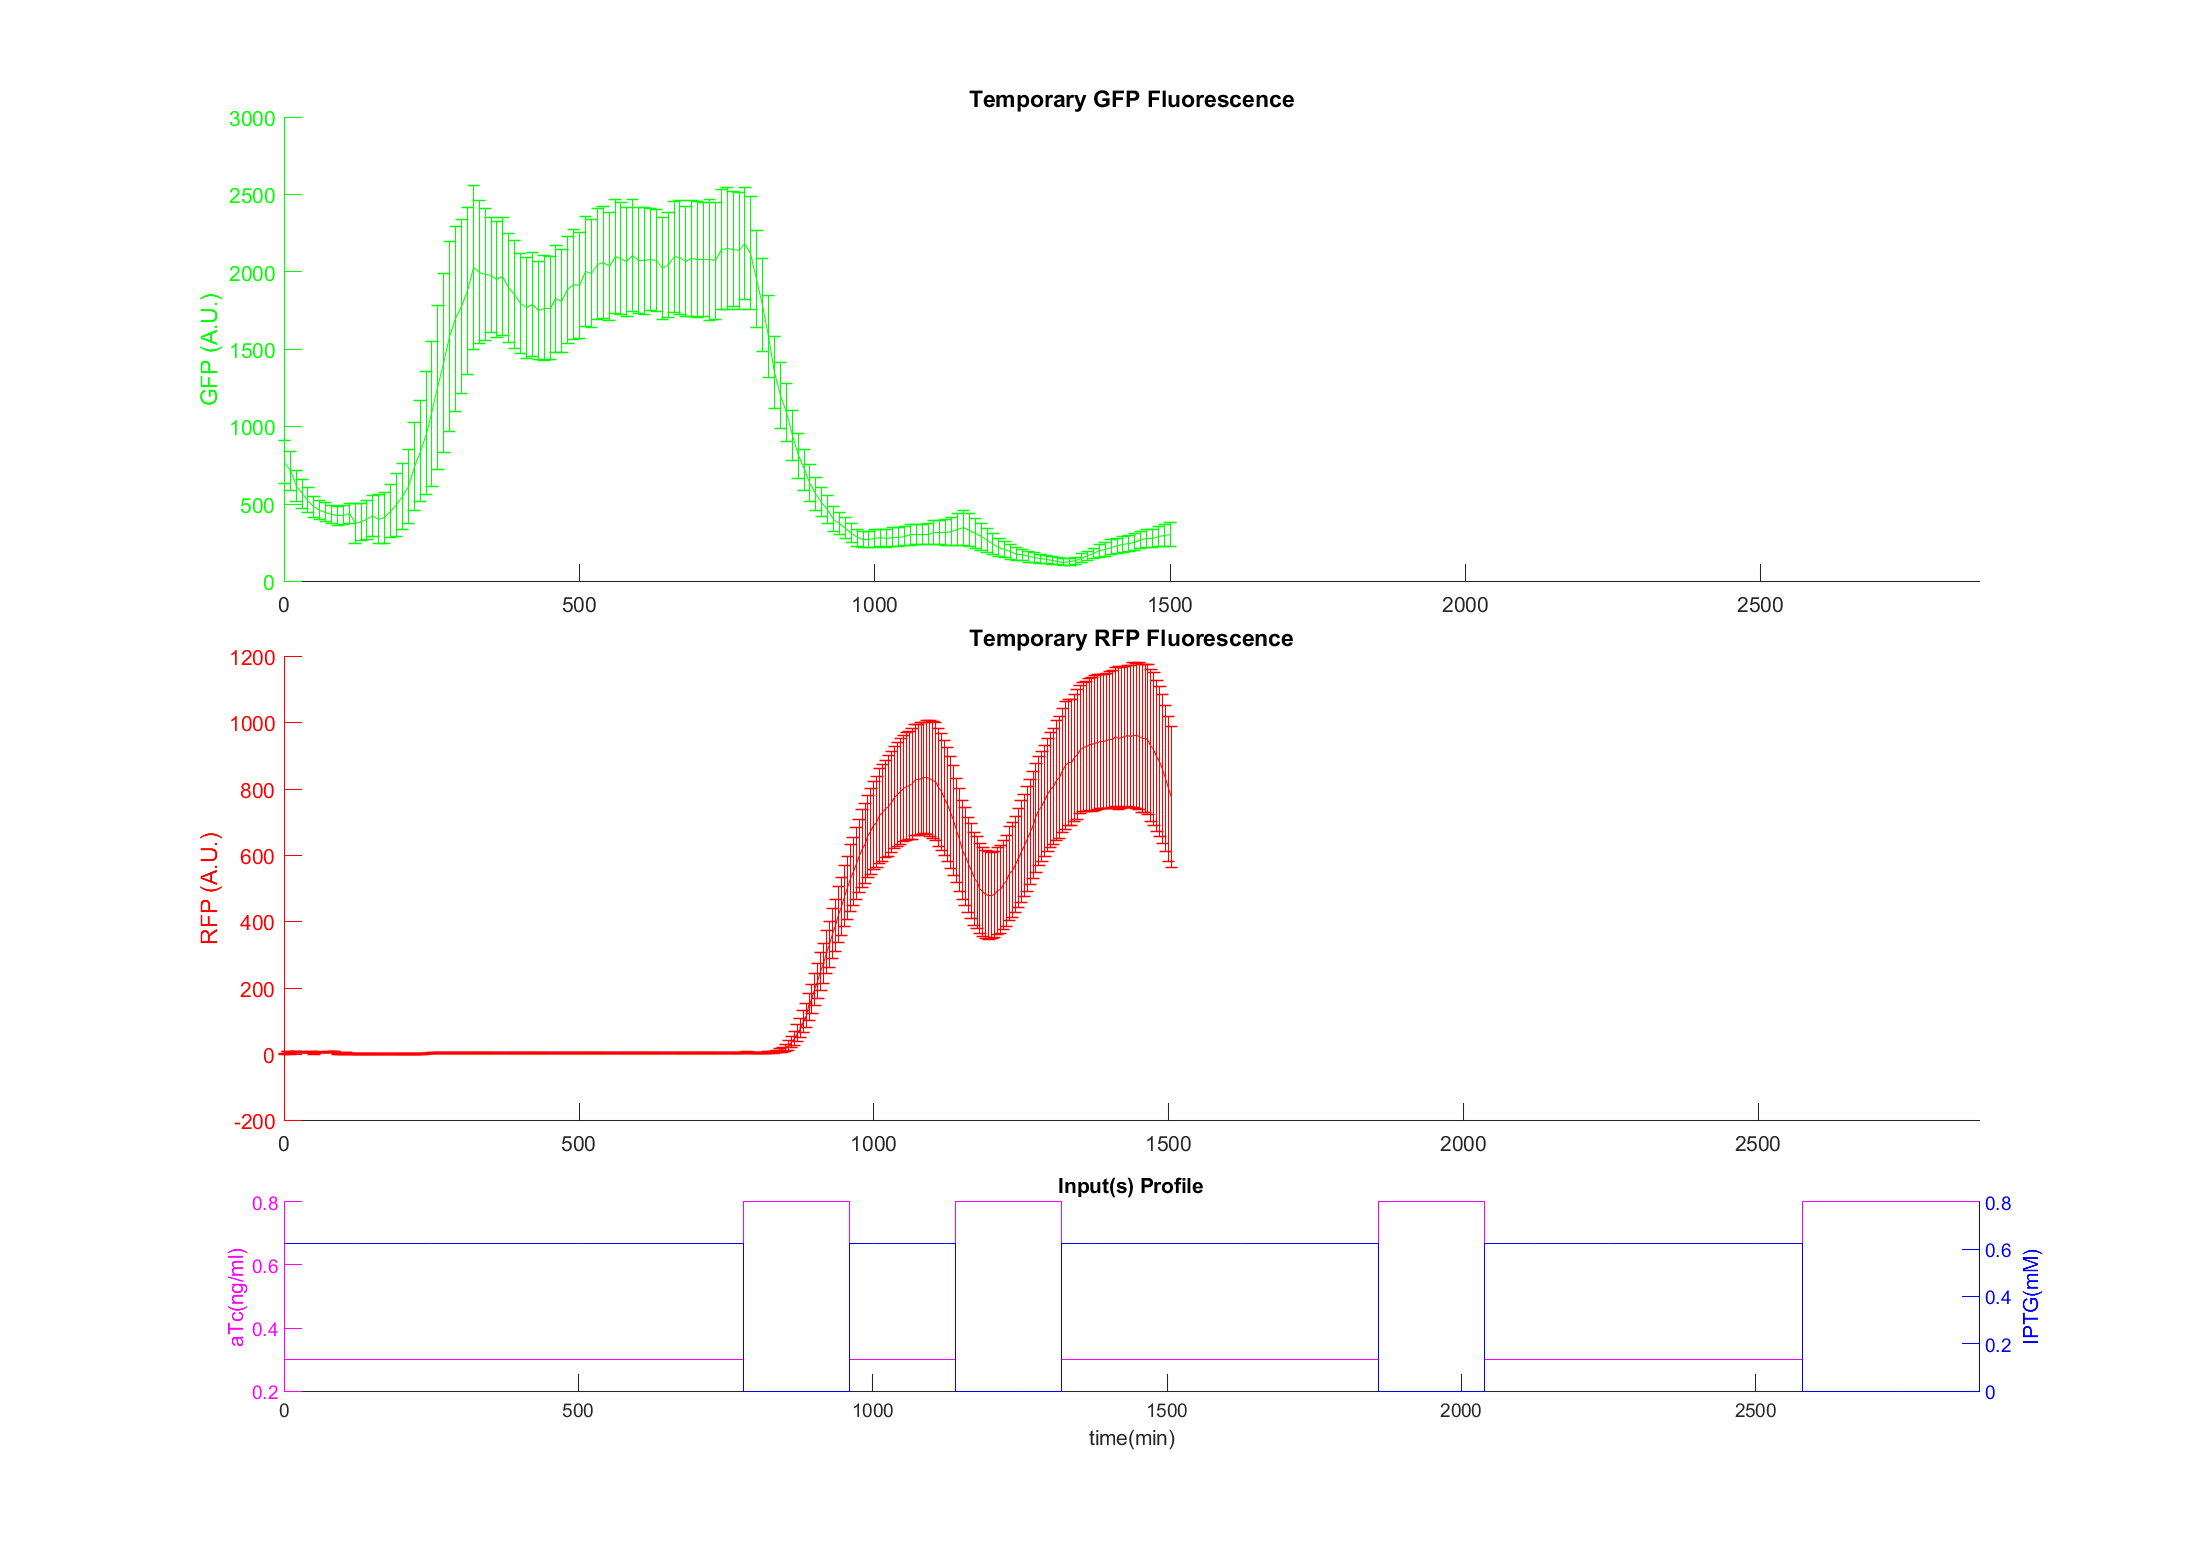 Temporary GFP Fluorescence
3000
2500
2000
1500
1000
500
0
GFP (A.U.)
0 500 1000 1500 2000 2500
Temporary RFP Fluorescence
1200
1000
800
600
400
200
0
-200
RFP (A.U.)
0 500 1000 1500 2000 2500
Input(s) Profile
0.8
0.6
0.4
0.2
aTc(ng/ml)
0.8
0.6
0.4
0.2
0
IPTG(mM)
0 500 1000 1500 2000 2500
time(min)